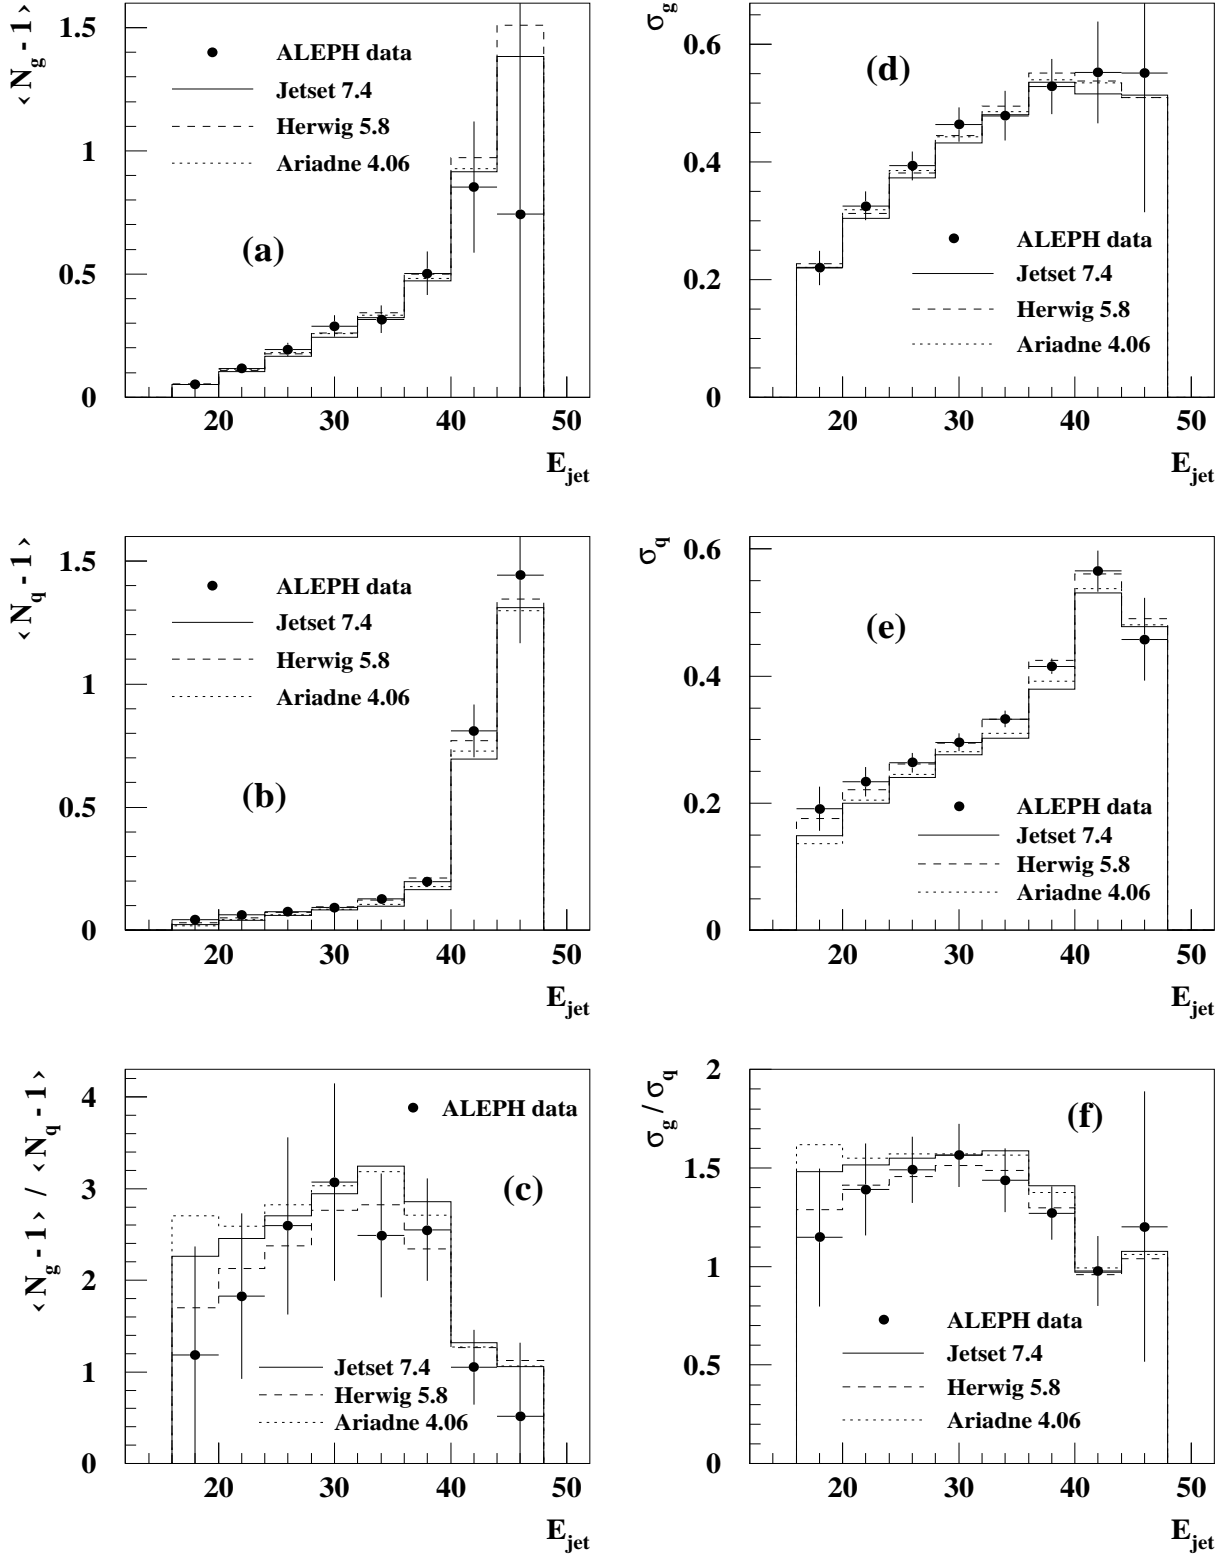 ⟨N_g - 1⟩
1.5
1
0.5
0
ALEPH data
Jetset 7.4
Herwig 5.8
Ariadne 4.06
(a)
20 30 40 50
E_jet
σ_g
0.6
0.4
0.2
0
(d)
ALEPH data
Jetset 7.4
Herwig 5.8
Ariadne 4.06
20 30 40 50
E_jet
⟨N_q - 1⟩
1.5
1
0.5
0
ALEPH data
Jetset 7.4
Herwig 5.8
Ariadne 4.06
(b)
20 30 40 50
E_jet
σ_q
0.6
0.4
0.2
0
(e)
ALEPH data
Jetset 7.4
Herwig 5.8
Ariadne 4.06
20 30 40 50
E_jet
⟨N_g - 1⟩ / ⟨N_q - 1⟩
4
3
2
1
0
ALEPH data
(c)
Jetset 7.4
Herwig 5.8
Ariadne 4.06
20 30 40 50
E_jet
σ_g / σ_q
2
1.5
1
0.5
0
(f)
ALEPH data
Jetset 7.4
Herwig 5.8
Ariadne 4.06
20 30 40 50
E_jet